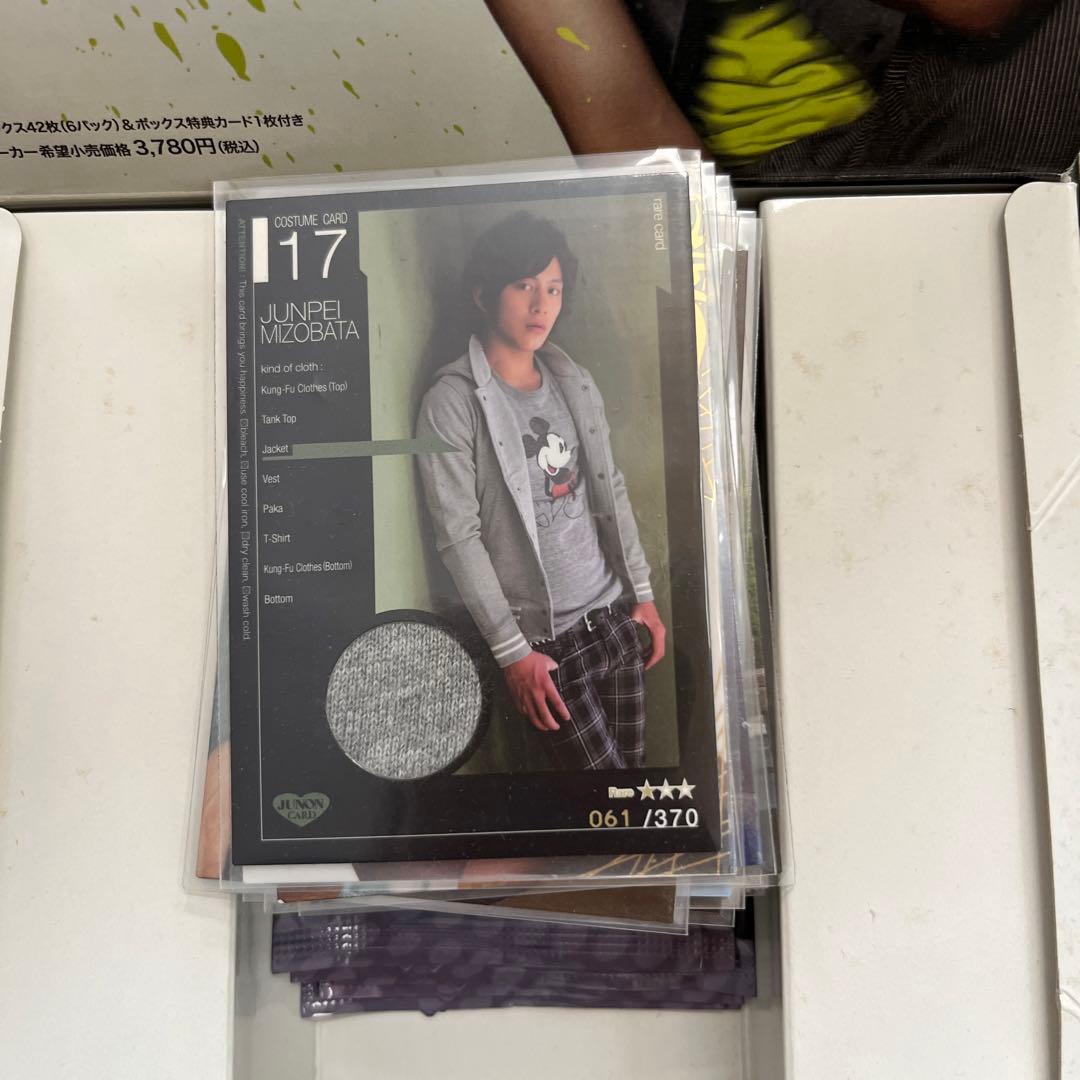 クス42枚(6パック)&ボックス特典カード1枚付き
ーカー希望小売価格 3,780円(税込)
COSTUME CARD
17
rare card
JUNPEI
MIZOBATA
kind of cloth :
Kung-Fu Clothes (Top)
Tank Top
Jacket
Vest
Paka
T-Shirt
Kung-Fu Clothes (Bottom)
Bottom
ATTENTION! : This card brings you happiness. bleach, use cool iron, dry clean, wash cold.
JUNON
CARD
Rare
061 /370